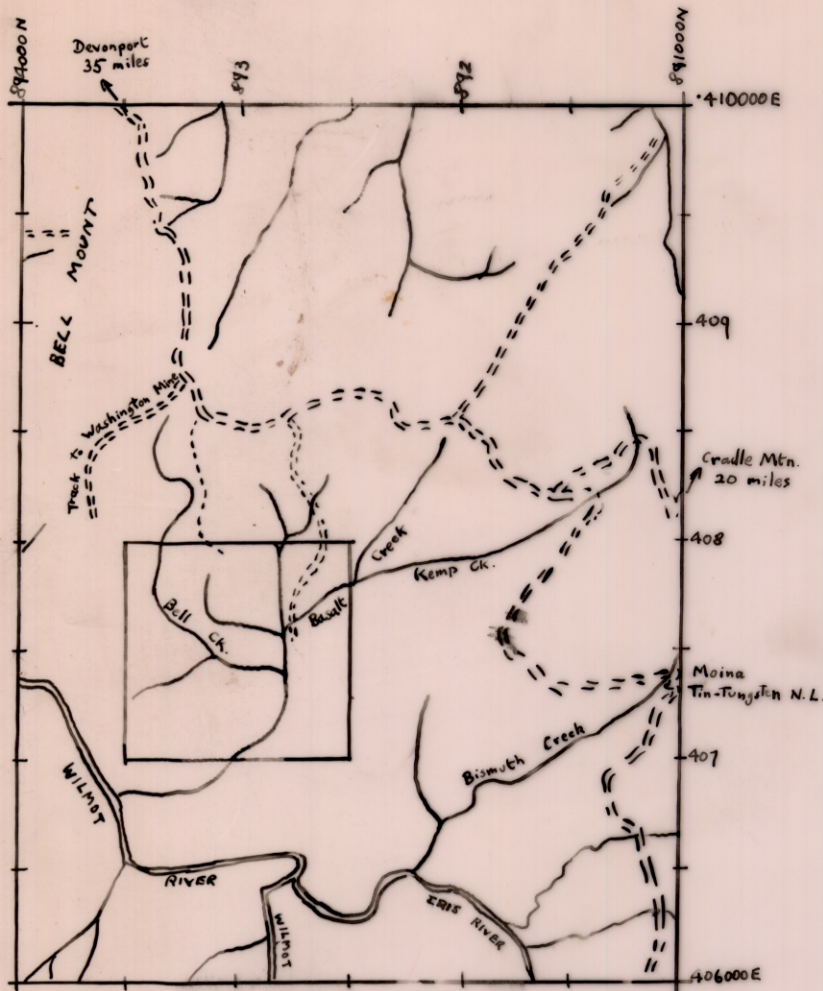 894000N
893
892
891000N
Devonport
35 miles
410000E
BELL MOUNT
409
Track to Washington Mine
Cradle Mtn.
20 miles
408
Creek
Kemp Ck.
Basalt
Bell Ck.
Moina
Tin-Tungsten N.L.
407
Bismuth Creek
WILMOT
RIVER
WILMOT
IRIS RIVER
406000E